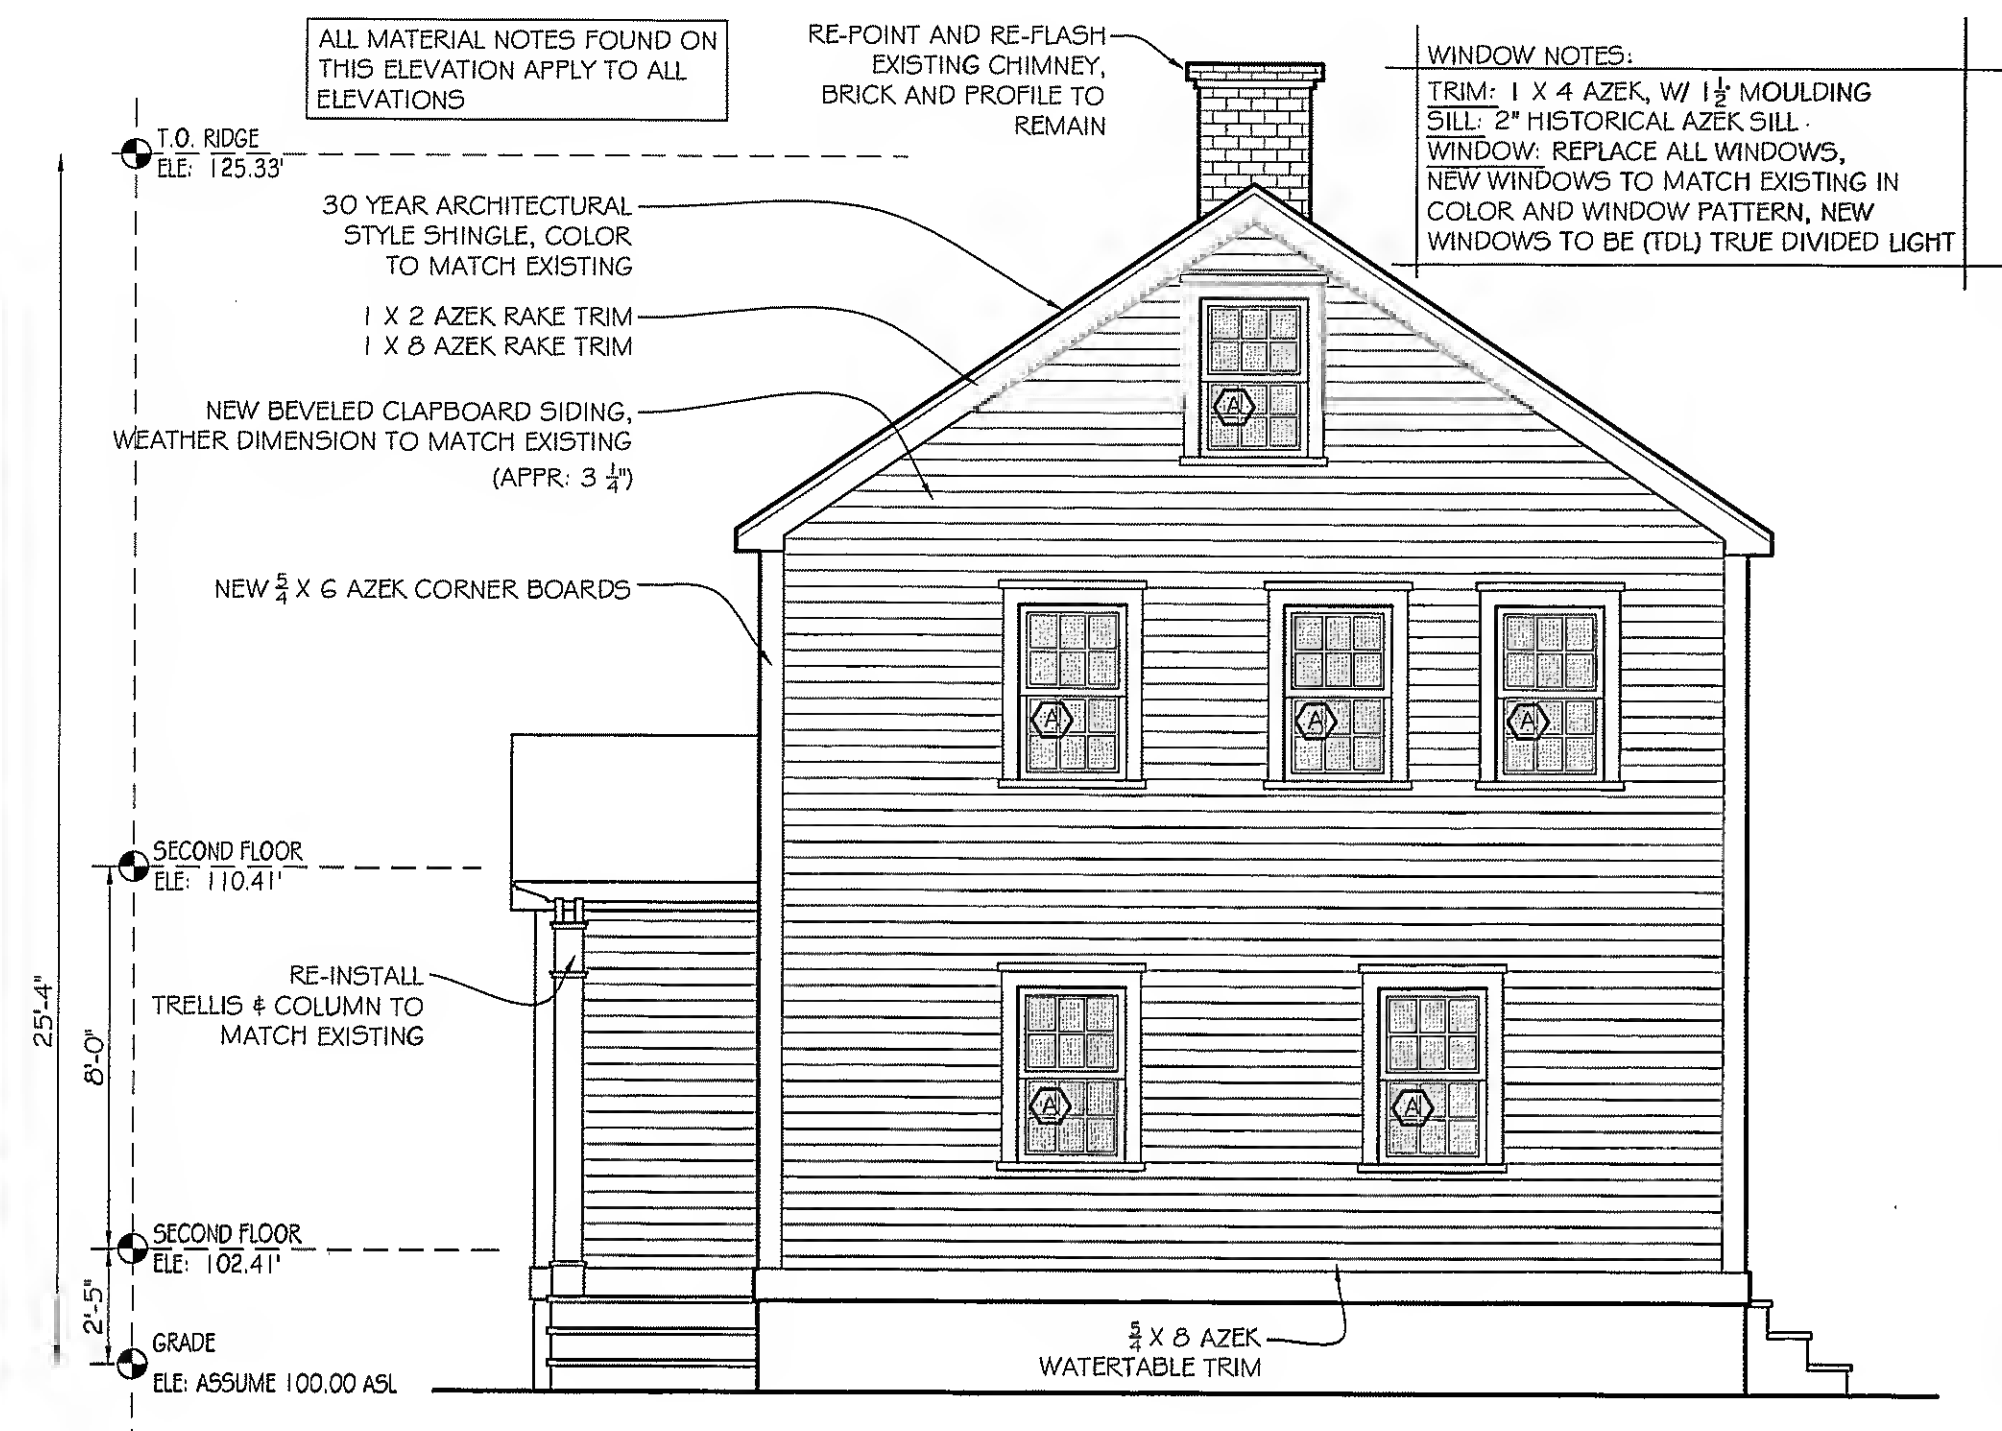 ALL MATERIAL NOTES FOUND ON
THIS ELEVATION APPLY TO ALL
ELEVATIONS
RE-POINT AND RE-FLASH
EXISTING CHIMNEY,
BRICK AND PROFILE TO
REMAIN
WINDOW NOTES:
TRIM: 1 X 4 AZEK, W/ 1 1/2" MOULDING
SILL: 2" HISTORICAL AZEK SILL
WINDOW: REPLACE ALL WINDOWS,
NEW WINDOWS TO MATCH EXISTING IN
COLOR AND WINDOW PATTERN, NEW
WINDOWS TO BE (TDL) TRUE DIVIDED LIGHT
T.O. RIDGE
ELE: 125.33'
30 YEAR ARCHITECTURAL
STYLE SHINGLE, COLOR
TO MATCH EXISTING
1 X 2 AZEK RAKE TRIM
1 X 8 AZEK RAKE TRIM
NEW BEVELED CLAPBOARD SIDING,
WEATHER DIMENSION TO MATCH EXISTING
(APPR: 3 1/4")
A
NEW 5/4 X 6 AZEK CORNER BOARDS
A
A
A
SECOND FLOOR
ELE: 110.41'
RE-INSTALL
TRELLIS & COLUMN TO
MATCH EXISTING
25'-4"
8'-0"
A
A
SECOND FLOOR
ELE: 102.41'
2'-5"
GRADE
ELE: ASSUME 100.00 ASL
5/4 X 8 AZEK
WATERTABLE TRIM